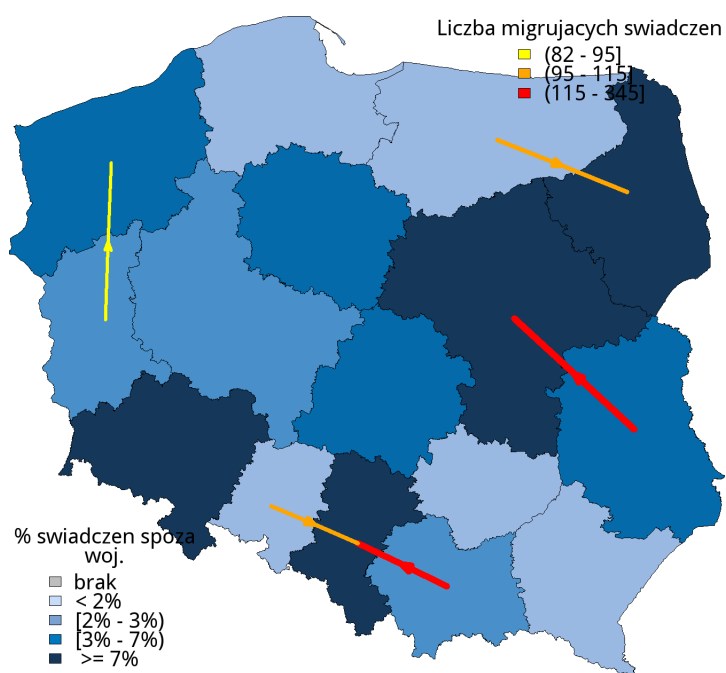 Liczba migrujacych swiadczen
(82 - 95]
(95 - 115]
(115 - 345]
% swiadczen spoza
woj.
brak
< 2%
[2% - 3%)
[3% - 7%)
>= 7%